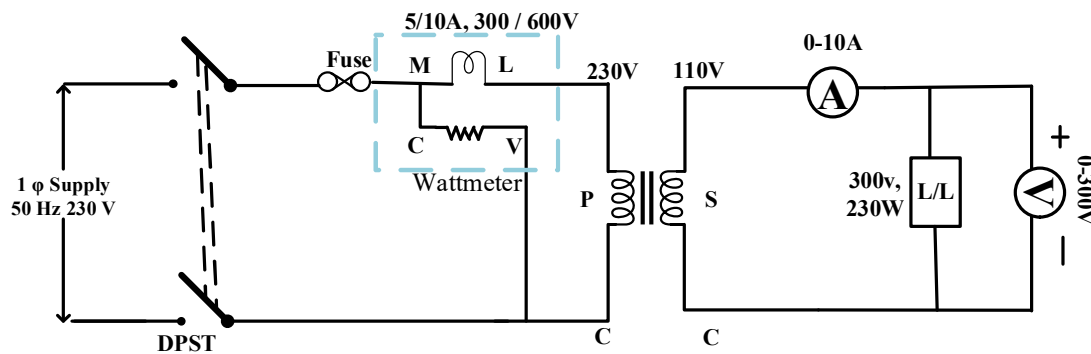 5/10A, 300 / 600V
Fuse
M
L
C
V
Wattmeter
230V
110V
0-10A
A
1 φ Supply
50 Hz 230 V
P
S
300v,
230W
L/L
+
V
0-300V
–
C
C
DPST